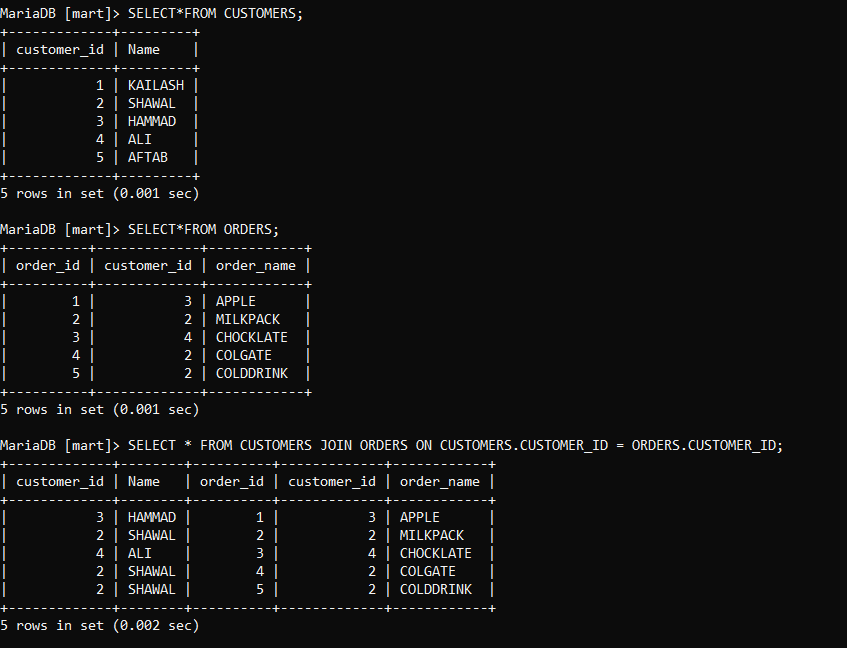 MariaDB [mart]> SELECT*FROM CUSTOMERS;
+-------------+---------+
| customer_id | Name    |
+-------------+---------+
|           1 | KAILASH |
|           2 | SHAWAL  |
|           3 | HAMMAD  |
|           4 | ALI     |
|           5 | AFTAB   |
+-------------+---------+
5 rows in set (0.001 sec)

MariaDB [mart]> SELECT*FROM ORDERS;
+----------+-------------+------------+
| order_id | customer_id | order_name |
+----------+-------------+------------+
|        1 |           3 | APPLE      |
|        2 |           2 | MILKPACK   |
|        3 |           4 | CHOCKLATE  |
|        4 |           2 | COLGATE    |
|        5 |           2 | COLDDRINK  |
+----------+-------------+------------+
5 rows in set (0.001 sec)

MariaDB [mart]> SELECT * FROM CUSTOMERS JOIN ORDERS ON CUSTOMERS.CUSTOMER_ID = ORDERS.CUSTOMER_ID;
+-------------+--------+----------+-------------+------------+
| customer_id | Name   | order_id | customer_id | order_name |
+-------------+--------+----------+-------------+------------+
|           3 | HAMMAD |        1 |           3 | APPLE      |
|           2 | SHAWAL |        2 |           2 | MILKPACK   |
|           4 | ALI    |        3 |           4 | CHOCKLATE  |
|           2 | SHAWAL |        4 |           2 | COLGATE    |
|           2 | SHAWAL |        5 |           2 | COLDDRINK  |
+-------------+--------+----------+-------------+------------+
5 rows in set (0.002 sec)